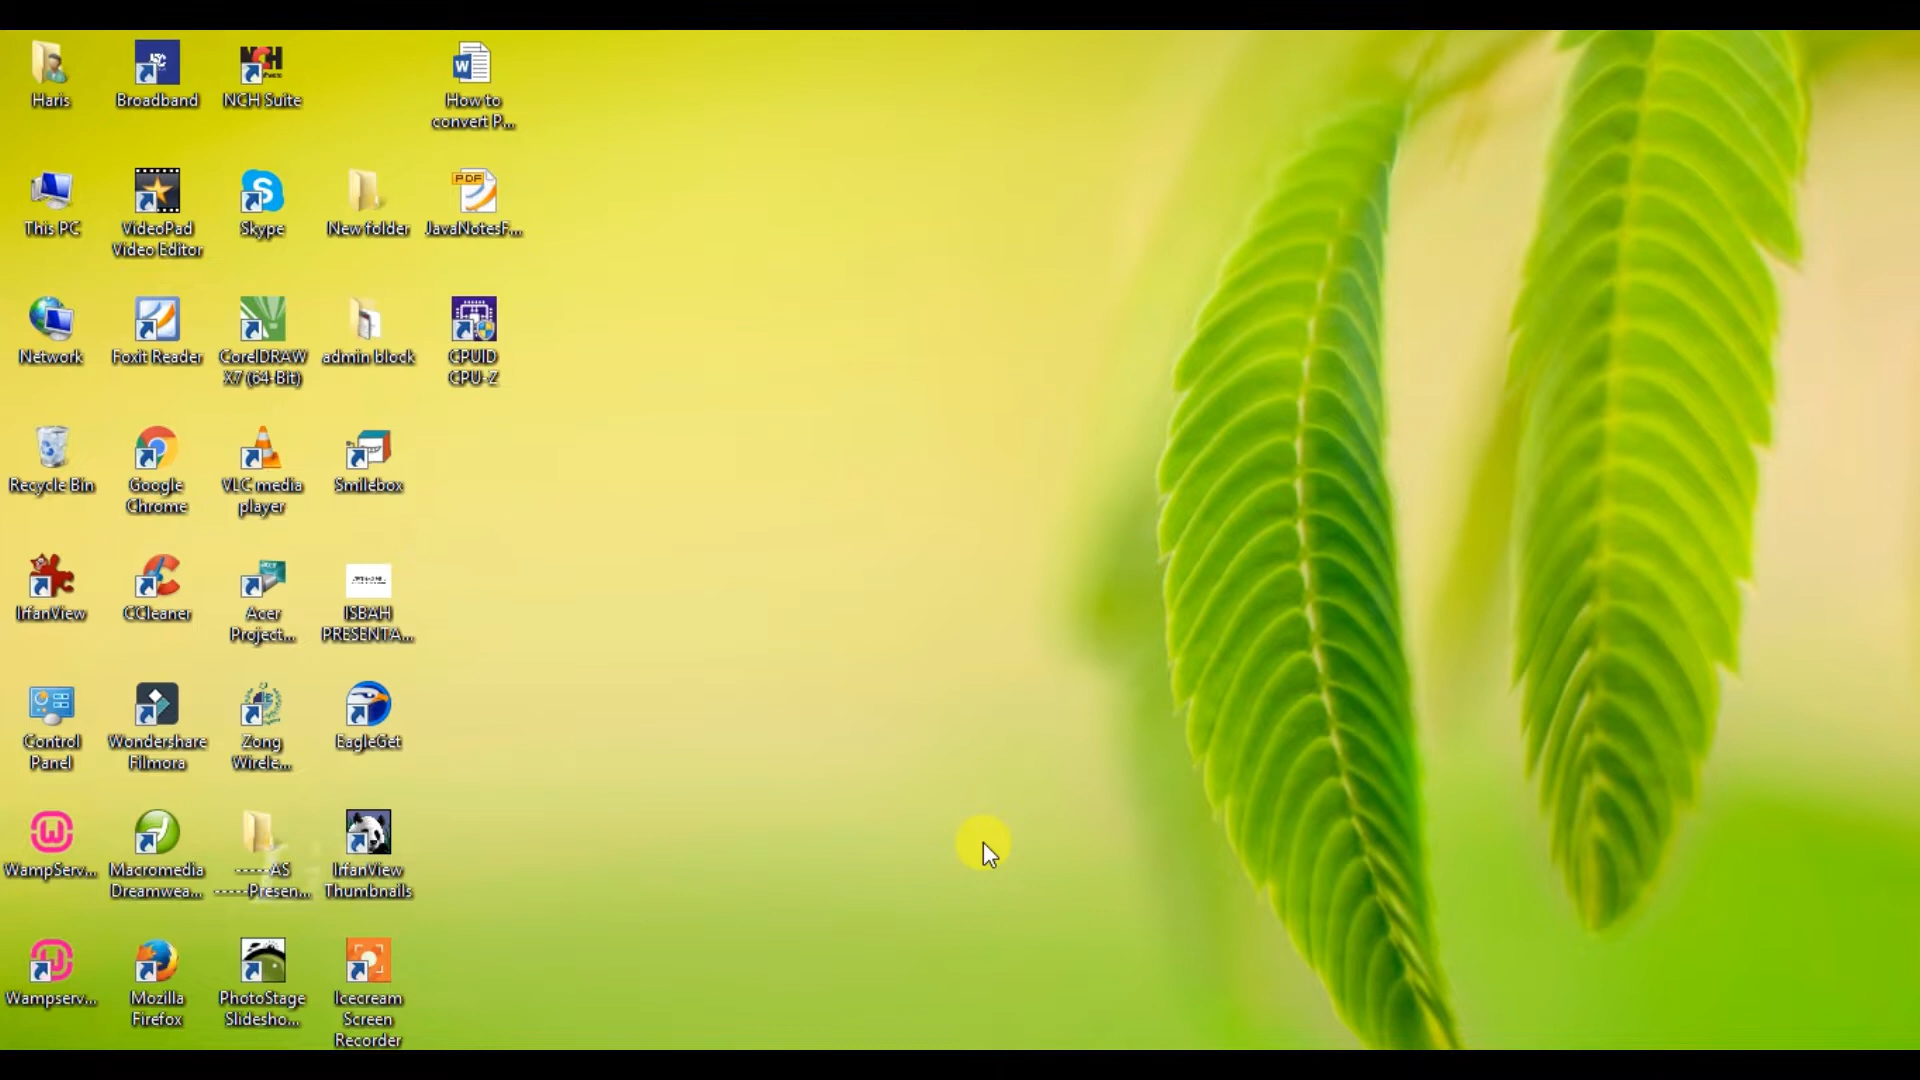 Haris
Broadband
NCH Suite
How to
convert P...
This PC
VideoPad
Video Editor
Skype
New folder
PDF
JavaNotesF...
Network
Foxit Reader
CorelDRAW
X7 (64-Bit)
admin block
CPUID
CPU-Z
Recycle Bin
Google
Chrome
VLC media
player
Smilebox
IrfanView
CCleaner
Acer
Project...
ISBAH
PRESENTA...
Control
Panel
Wondershare
Filmora
Zong
Wirele...
EagleGet
WampServ...
Macromedia
Dreamwea...
-----AS
-----Presen...
IrfanView
Thumbnails
Wampserv...
Mozilla
Firefox
PhotoStage
Slidesho...
Icecream
Screen
Recorder